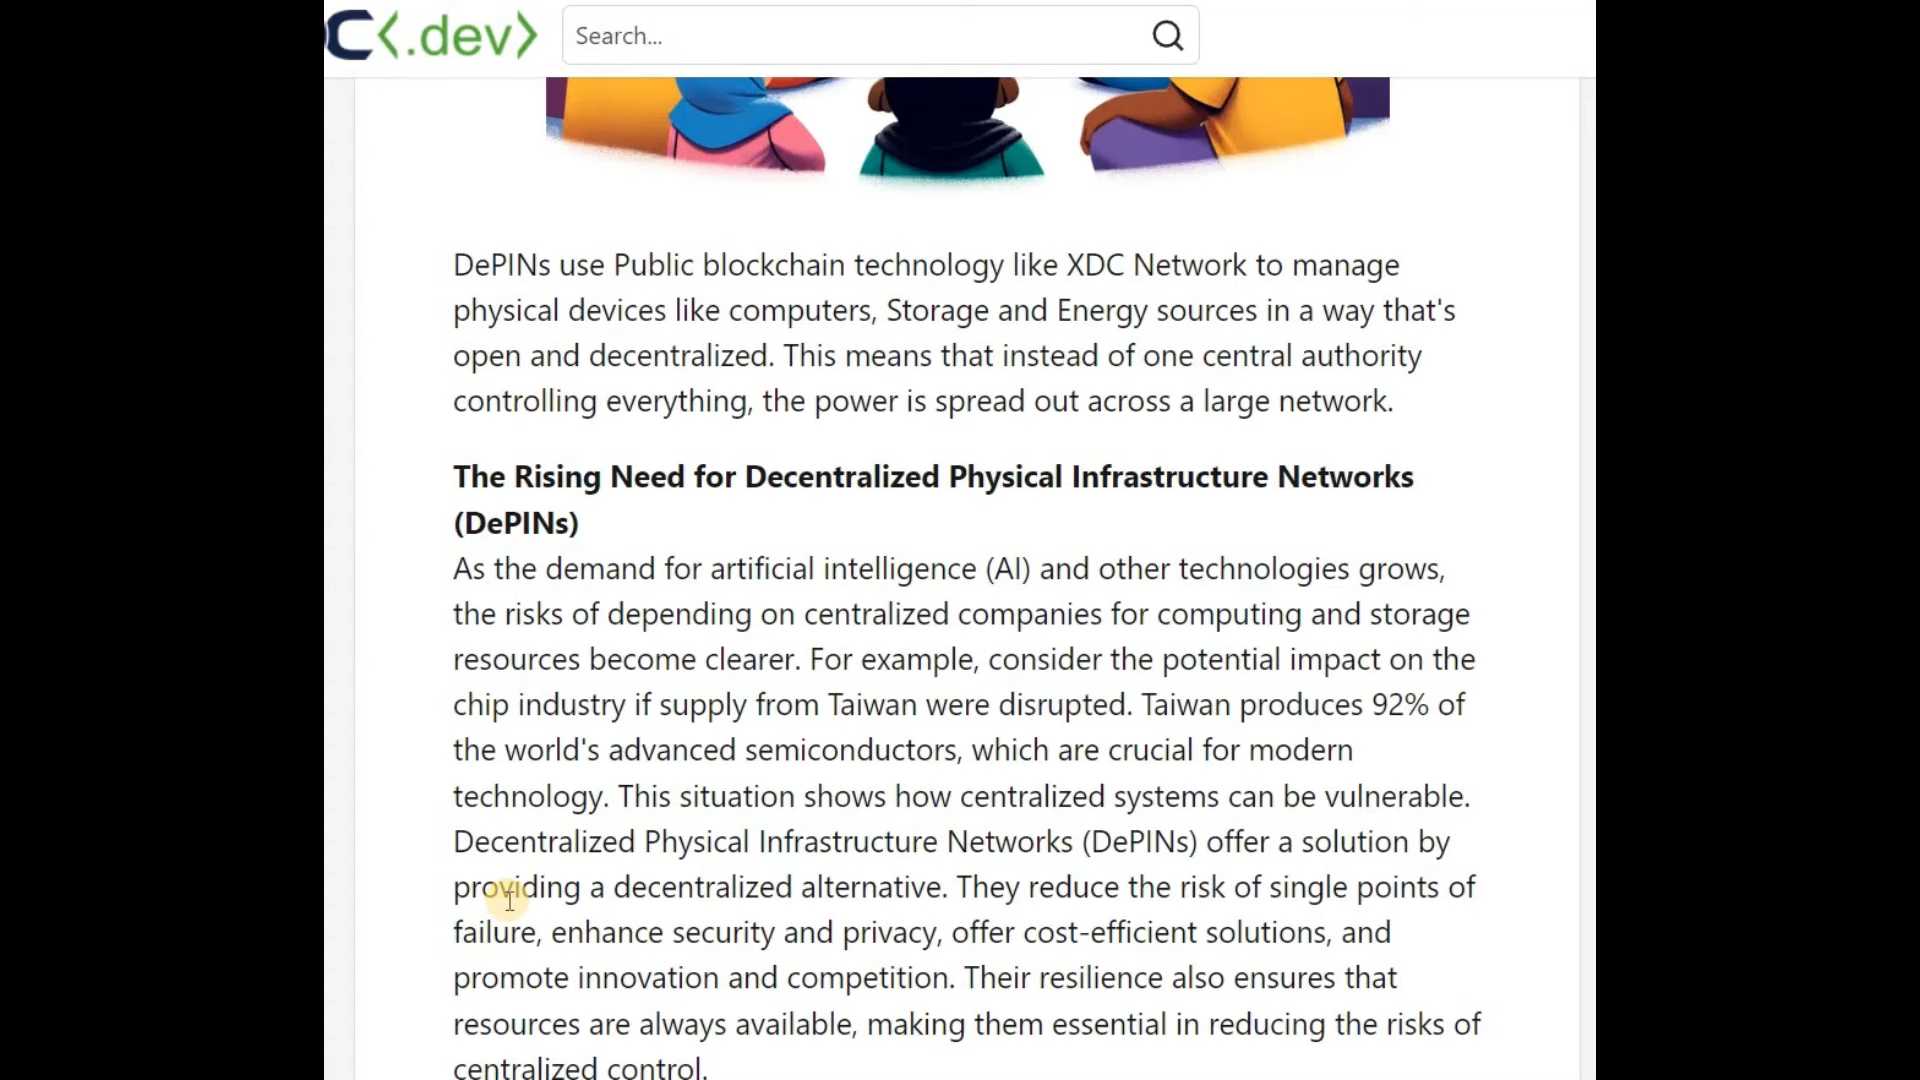 C<.dev>
Search...
DePINs use Public blockchain technology like XDC Network to manage
physical devices like computers, Storage and Energy sources in a way that's
open and decentralized. This means that instead of one central authority
controlling everything, the power is spread out across a large network.
The Rising Need for Decentralized Physical Infrastructure Networks
(DePINs)
As the demand for artificial intelligence (AI) and other technologies grows,
the risks of depending on centralized companies for computing and storage
resources become clearer. For example, consider the potential impact on the
chip industry if supply from Taiwan were disrupted. Taiwan produces 92% of
the world's advanced semiconductors, which are crucial for modern
technology. This situation shows how centralized systems can be vulnerable.
Decentralized Physical Infrastructure Networks (DePINs) offer a solution by
providing a decentralized alternative. They reduce the risk of single points of
failure, enhance security and privacy, offer cost-efficient solutions, and
promote innovation and competition. Their resilience also ensures that
resources are always available, making them essential in reducing the risks of
centralized control.